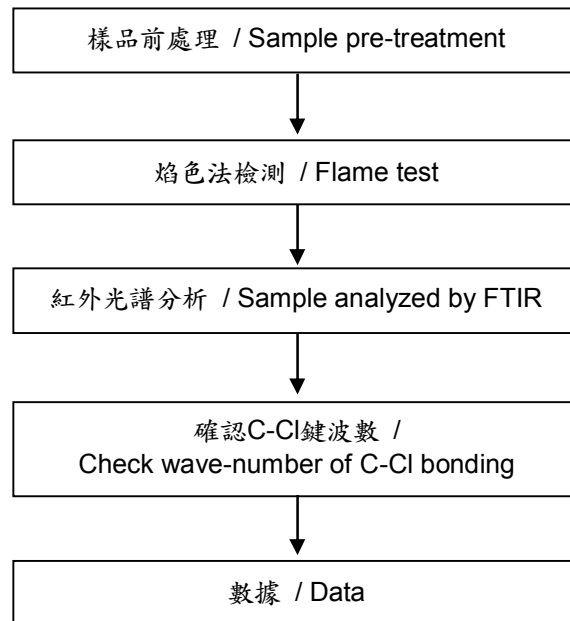 樣品前處理 / Sample pre-treatment
焰色法檢測 / Flame test
紅外光譜分析 / Sample analyzed by FTIR
確認C-Cl鍵波數 /
Check wave-number of C-Cl bonding
數據 / Data